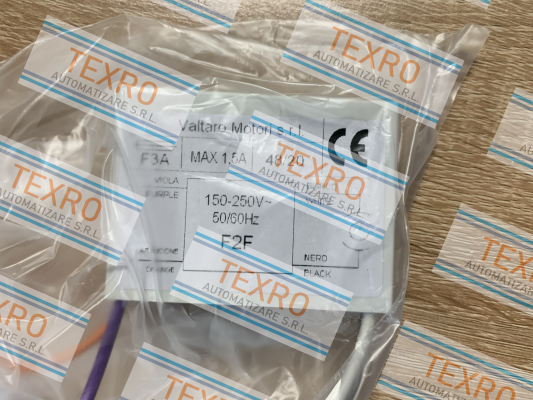 Valtaro Motori s.r.l.
F3A
MAX 1,5A
48/20
CE
VIOLA
PURPLE
150-250V~
50/60Hz
F2F
NERO
BLACK
ORANGE
TEXRO
AUTOMATIZARE S.R.L.
TEXRO
AUTOMATIZARE S.R.L.
TEXRO
AUTOMATIZARE S.R.L.
TEXRO
AUTOMATIZARE S.R.L.
TEXRO
AUTOMATIZARE S.R.L.
TEXRO